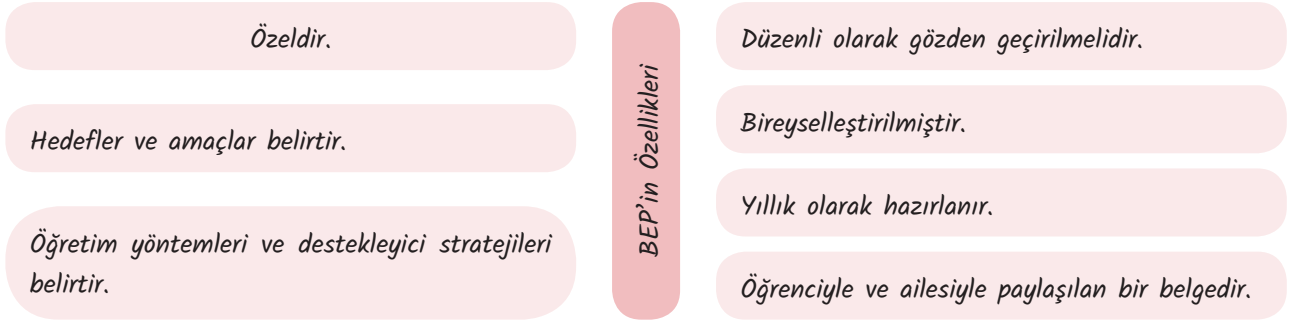 Özeldir.
Hedefler ve amaçlar belirtir.
Öğretim yöntemleri ve destekleyici stratejileri
belirtir.
BEP’in Özellikleri
Düzenli olarak gözden geçirilmelidir.
Bireyselleştirilmiştir.
Yıllık olarak hazırlanır.
Öğrenciyle ve ailesiyle paylaşılan bir belgedir.